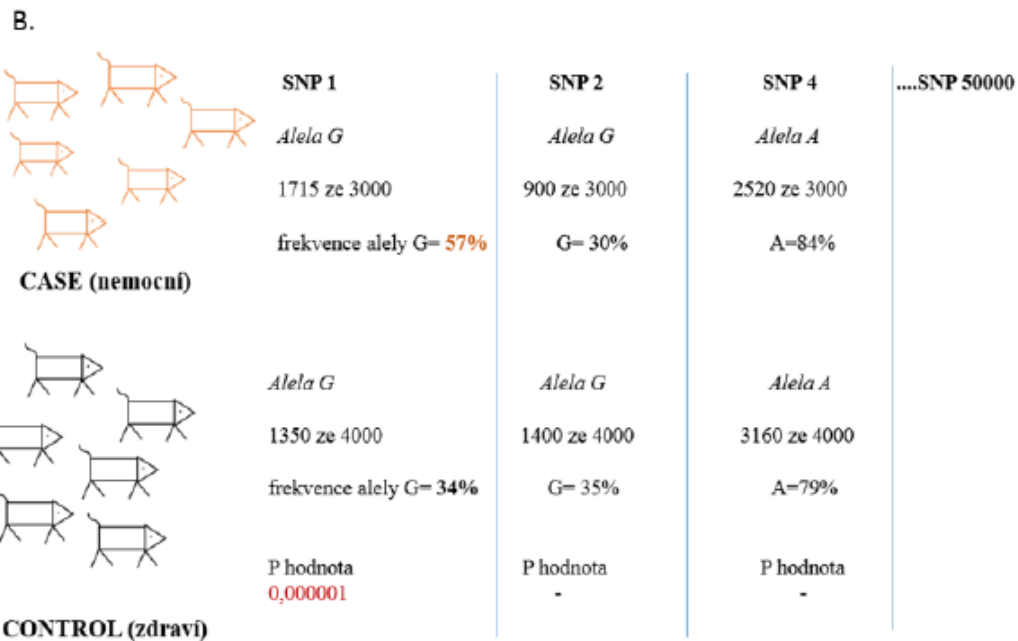 B.
SNP 1 SNP 2 SNP 4 ....SNP 50000
Alela G Alela G Alela A
1715 ze 3000 900 ze 3000 2520 ze 3000
frekvence alely G= 57% G= 30% A=84%
CASE (nemocní)
Alela G Alela G Alela A
1350 ze 4000 1400 ze 4000 3160 ze 4000
frekvence alely G= 34% G= 35% A=79%
P hodnota P hodnota P hodnota
0,000001 - -
CONTROL (zdraví)